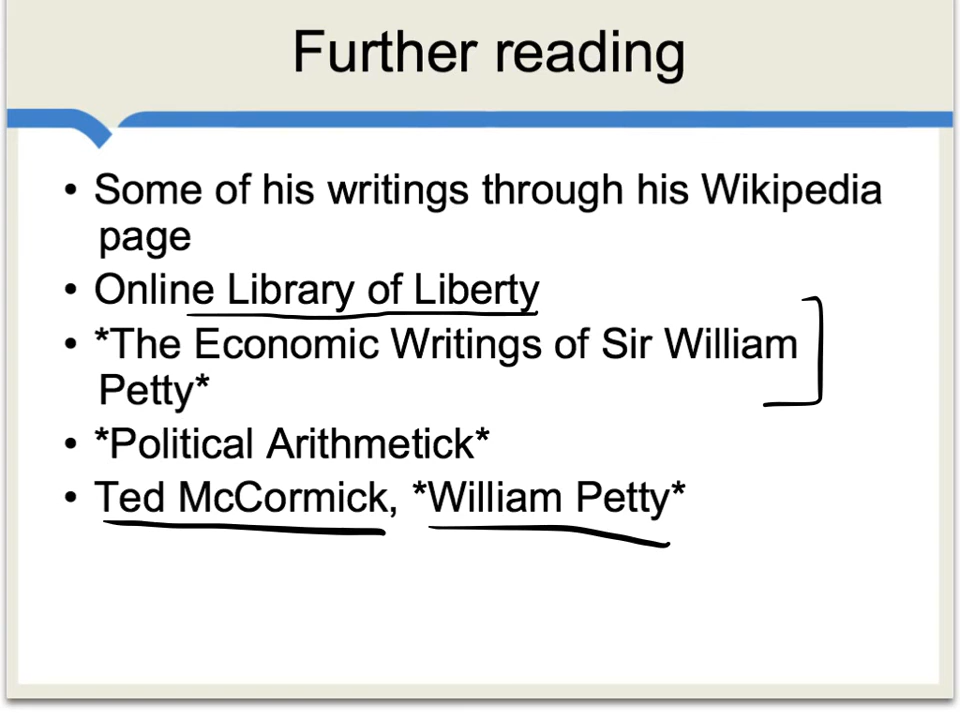 Further reading
• Some of his writings through his Wikipedia
page
• Online Library of Liberty
• *The Economic Writings of Sir William
Petty*
• *Political Arithmetick*
• Ted McCormick, *William Petty*